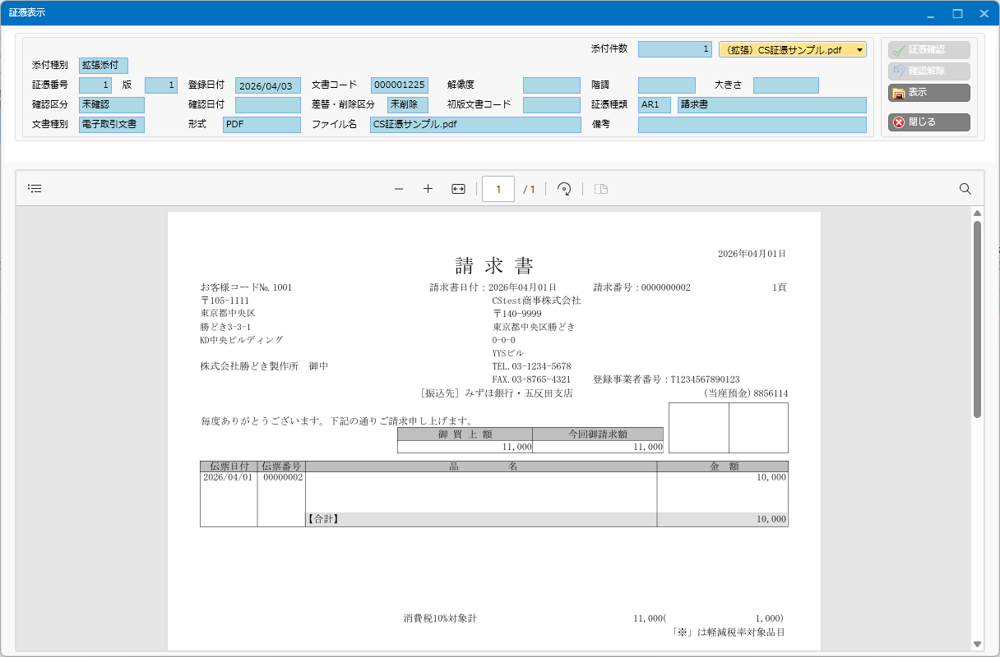 証憑表示
添付件数 1 （拡張）CS証憑サンプル.pdf
証憑確認
添付種別 拡張添付
確認解除
証憑番号 1 版 1 登録日付 2026/04/03 文書コード 000001225 解像度 階調 大きさ
表示
確認区分 未確認 確認日付 差替・削除区分 未削除 初版文書コード 証憑種類 AR1 請求書
文書種別 電子取引文書 形式 PDF ファイル名 CS証憑サンプル.pdf 備考
閉じる
1 / 1
2026年04月01日
請 求 書
お客様コード№ 1001 請求書日付：2026年04月01日 請求番号：0000000002 1頁
〒105-1111 CStest商事株式会社
東京都中央区 〒140-9999
勝どき3-3-1 東京都中央区勝どき
KD中央ビルディング 0-0-0
YYSビル
株式会社勝どき製作所 御中 TEL.03-1234-5678
FAX.03-8765-4321 登録事業者番号：T1234567890123
［振込先］みずほ銀行・五反田支店 (当座預金)8856114
毎度ありがとうございます。下記の通りご請求申し上げます。
御 買 上 額 今回御請求額
11,000 11,000
伝票日付 伝票番号 品 名 金 額
2026/04/01 00000002 10,000
【合計】 10,000
消費税10%対象計 11,000( 1,000)
「※」は軽減税率対象品目